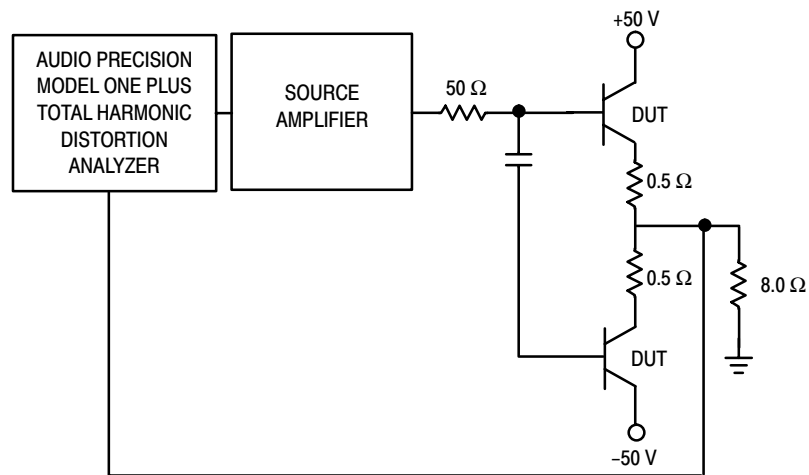 +50 V
AUDIO PRECISION
MODEL ONE PLUS
TOTAL HARMONIC
DISTORTION
ANALYZER
SOURCE
AMPLIFIER
50 Ω
DUT
0.5 Ω
0.5 Ω
8.0 Ω
DUT
–50 V